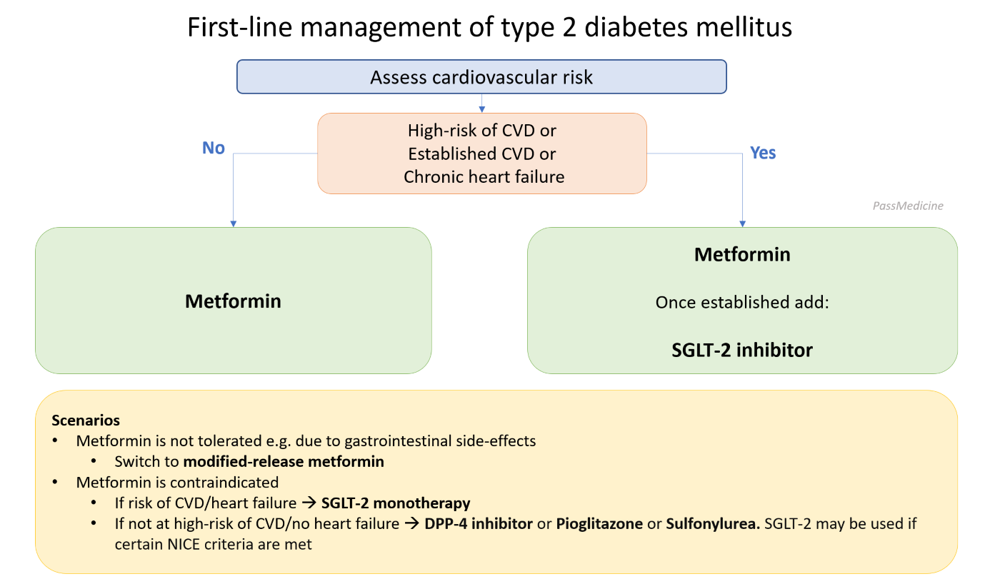 First-line management of type 2 diabetes mellitus
Assess cardiovascular risk
High-risk of CVD or
Established CVD or
Chronic heart failure
No
Yes
PassMedicine
Metformin
Metformin
Once established add:
SGLT-2 inhibitor
Scenarios
• Metformin is not tolerated e.g. due to gastrointestinal side-effects
• Switch to modified-release metformin
• Metformin is contraindicated
• If risk of CVD/heart failure → SGLT-2 monotherapy
• If not at high-risk of CVD/no heart failure → DPP-4 inhibitor or Pioglitazone or Sulfonylurea. SGLT-2 may be used if
certain NICE criteria are met